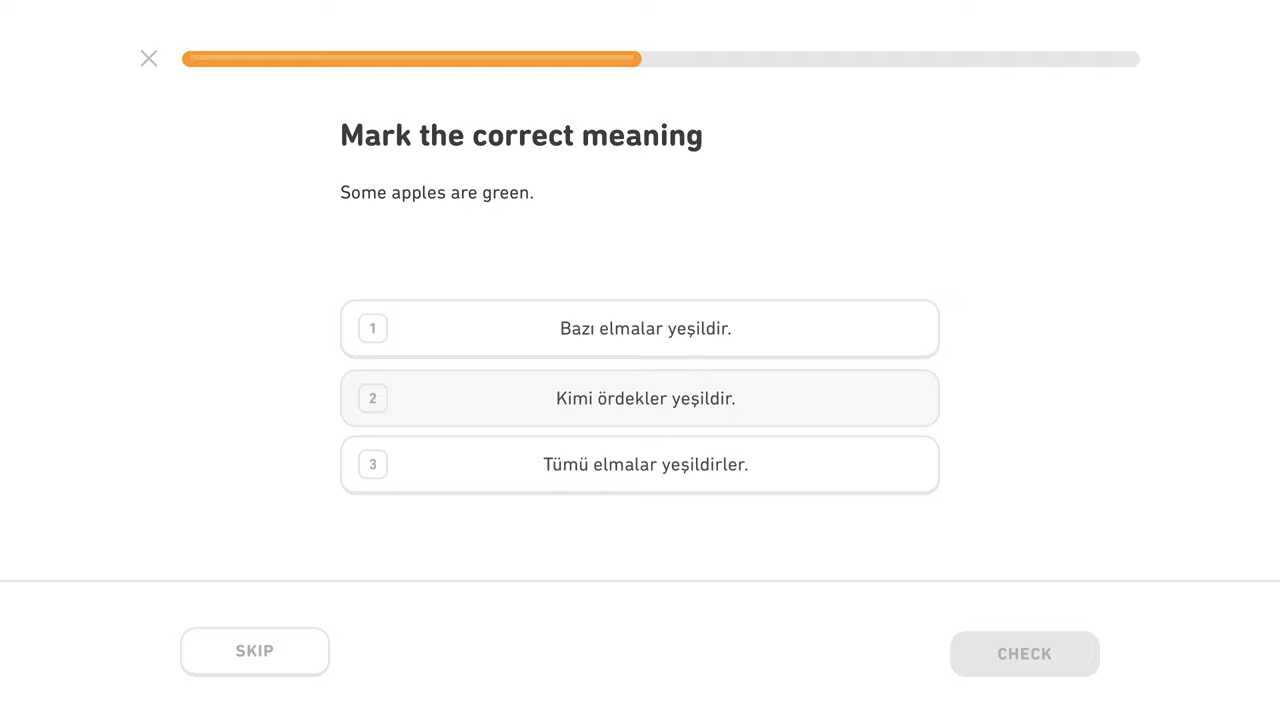 Mark the correct meaning
Some apples are green.
1 Bazı elmalar yeşildir.
2 Kimi ördekler yeşildir.
3 Tümü elmalar yeşildirler.
SKIP
CHECK